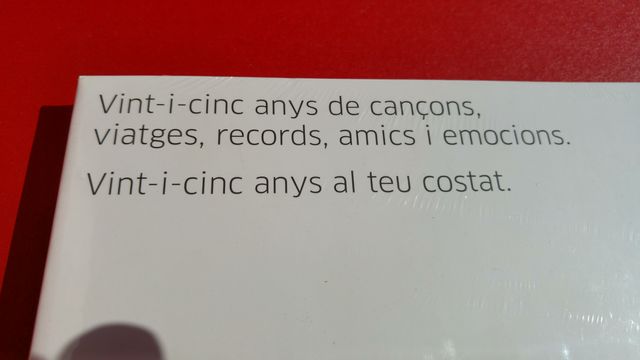 Vint-i-cinc anys de cançons,
viatges, records, amics i emocions.
Vint-i-cinc anys al teu costat.